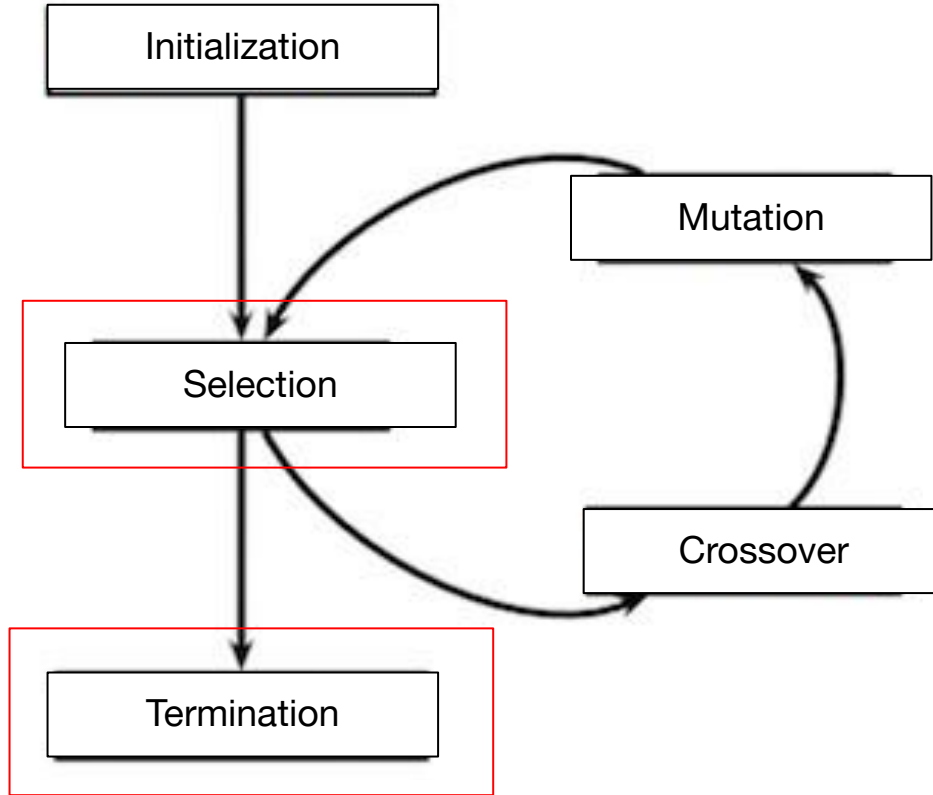 Initialization
Mutation
Selection
Crossover
Termination